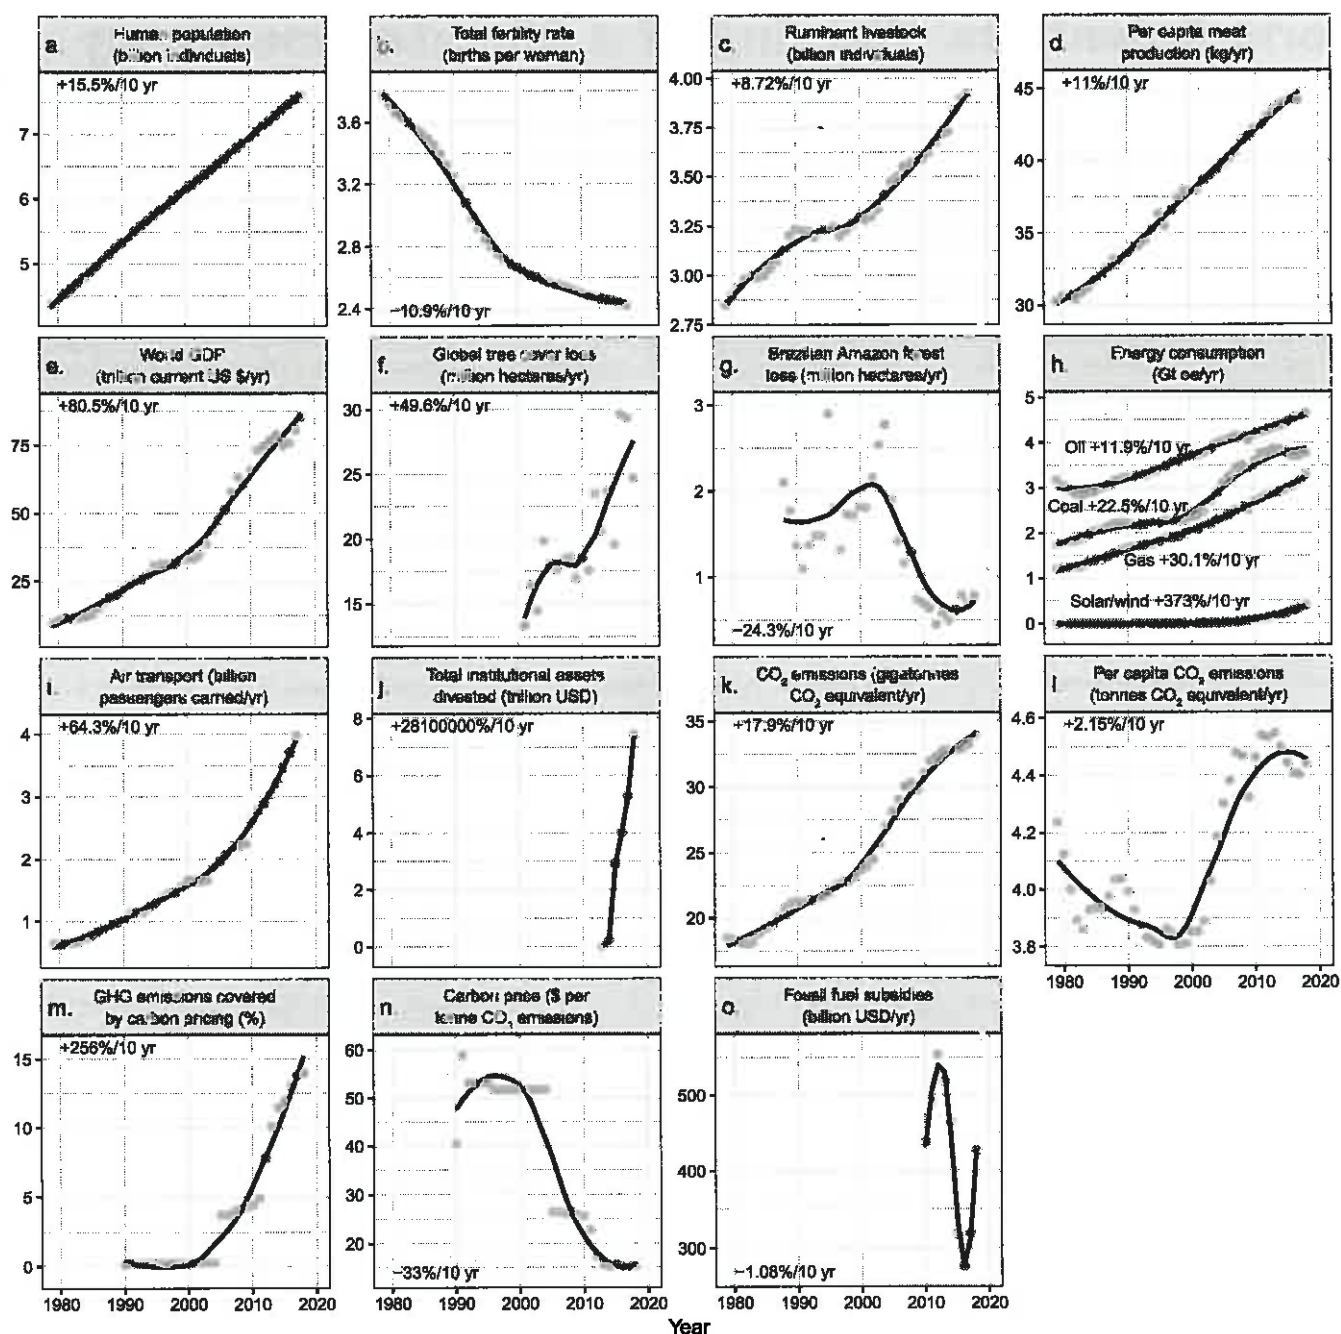 a. Human population
(billion individuals)
+15.5%/10 yr
7
6
5
b. Total fertility rate
(births per woman)
3.6
3.2
2.8
2.4
−10.9%/10 yr
c. Ruminant livestock
(billion individuals)
+8.72%/10 yr
4.00
3.75
3.50
3.25
3.00
2.75
d. Per capita meat
production (kg/yr)
+11%/10 yr
45
40
35
30
e. World GDP
(trillion current US $/yr)
+80.5%/10 yr
75
50
25
f. Global tree cover loss
(million hectares/yr)
+49.6%/10 yr
30
25
20
15
g. Brazilian Amazon forest
loss (million hectares/yr)
3
2
1
−24.3%/10 yr
h. Energy consumption
(Gt oe/yr)
5
4
3
2
1
0
Oil +11.9%/10 yr
Coal +22.5%/10 yr
Gas +30.1%/10 yr
Solar/wind +373%/10 yr
i. Air transport (billion
passengers carried/yr)
+64.3%/10 yr
4
3
2
1
j. Total institutional assets
divested (trillion USD)
+28100000%/10 yr
8
6
4
2
0
k. CO2 emissions (gigatonnes
CO2 equivalent/yr)
+17.9%/10 yr
35
30
25
20
l. Per capita CO2 emissions
(tonnes CO2 equivalent/yr)
+2.15%/10 yr
4.6
4.4
4.2
4.0
3.8
1980 1990 2000 2010 2020
m. GHG emissions covered
by carbon pricing (%)
+256%/10 yr
15
10
5
0
1980 1990 2000 2010 2020
n. Carbon price ($ per
tonne CO2 emissions)
60
50
40
30
20
−33%/10 yr
1980 1990 2000 2010 2020
o. Fossil fuel subsidies
(billion USD/yr)
500
400
300
−1.08%/10 yr
1980 1990 2000 2010 2020
Year